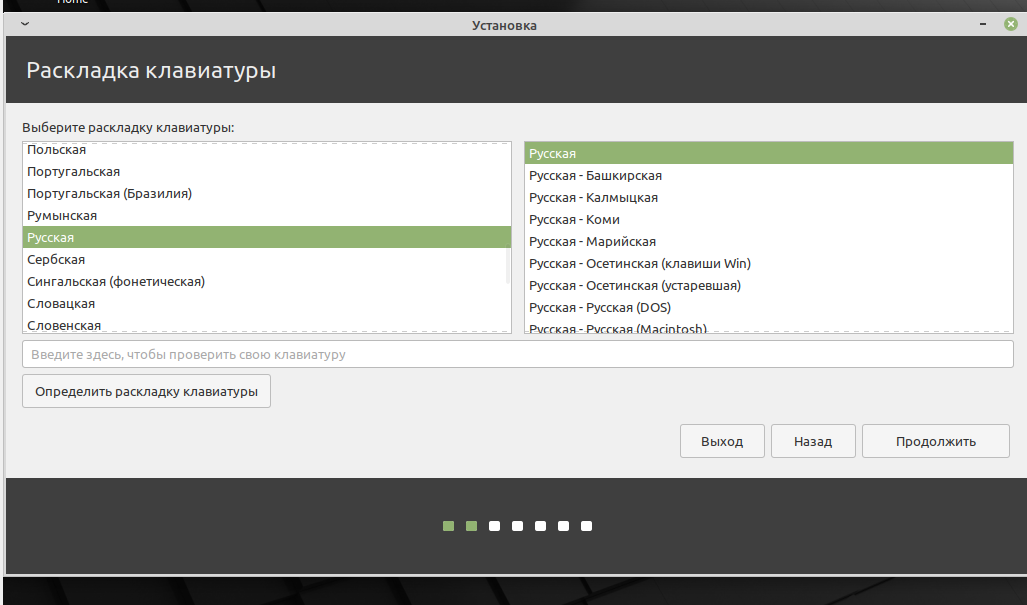 Home
Установка
Раскладка клавиатуры
Выберите раскладку клавиатуры:
Польская
Португальская
Португальская (Бразилия)
Румынская
Русская
Сербская
Сингальская (фонетическая)
Словацкая
Словенская
Русская
Русская - Башкирская
Русская - Калмыцкая
Русская - Коми
Русская - Марийская
Русская - Осетинская (клавиши Win)
Русская - Осетинская (устаревшая)
Русская - Русская (DOS)
Русская - Русская (Macintosh)
Введите здесь, чтобы проверить свою клавиатуру
Определить раскладку клавиатуры
Выход
Назад
Продолжить